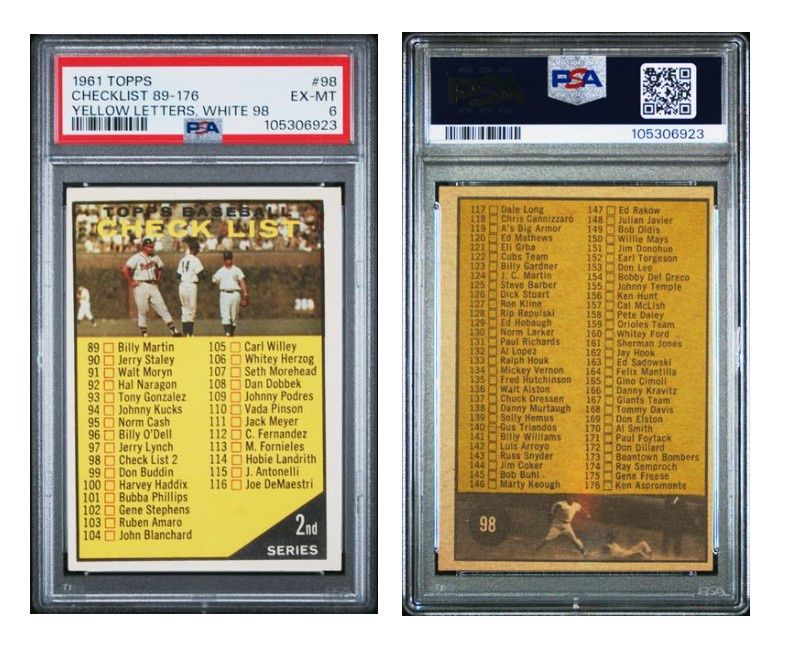 1961 TOPPS #98
CHECKLIST 89-176 EX-MT
YELLOW LETTERS, WHITE 98 6
PSA 105306923
TOPPS BASEBALL
CHECK LIST
89 Billy Martin
90 Jerry Staley
91 Walt Moryn
92 Hal Naragon
93 Tony Gonzalez
94 Johnny Kucks
95 Norm Cash
96 Billy O'Dell
97 Jerry Lynch
98 Check List 2
99 Don Buddin
100 Harvey Haddix
101 Bubba Phillips
102 Gene Stephens
103 Ruben Amaro
104 John Blanchard
105 Carl Willey
106 Whitey Herzog
107 Seth Morehead
108 Dan Dobbek
109 Johnny Podres
110 Vada Pinson
111 Jack Meyer
112 C. Fernandez
113 M. Fornieles
114 Hobie Landrith
115 J. Antonelli
116 Joe DeMaestri
2nd
SERIES
PSA
PSA
105306923
117 Dale Long
118 Chris Cannizzaro
119 A's Big Armor
120 Ed Mathews
121 Eli Grba
122 Cubs Team
123 Billy Gardner
124 J. C. Martin
125 Steve Barber
126 Dick Stuart
127 Ron Kline
128 Rip Repulski
129 Ed Hobaugh
130 Norm Larker
131 Paul Richards
132 Al Lopez
133 Ralph Houk
134 Mickey Vernon
135 Fred Hutchinson
136 Walt Alston
137 Chuck Dressen
138 Danny Murtaugh
139 Solly Hemus
140 Gus Triandos
141 Billy Williams
142 Luis Arroyo
143 Russ Snyder
144 Jim Coker
145 Bob Buhl
146 Marty Keough
147 Ed Rakow
148 Julian Javier
149 Bob Oldis
150 Willie Mays
151 Jim Donohue
152 Earl Torgeson
153 Don Lee
154 Bobby Del Greco
155 Johnny Temple
156 Ken Hunt
157 Cal McLish
158 Pete Daley
159 Orioles Team
160 Whitey Ford
161 Sherman Jones
162 Jay Hook
163 Ed Sadowski
164 Felix Mantilla
165 Gino Cimoli
166 Danny Kravitz
167 Giants Team
168 Tommy Davis
169 Don Elston
170 Al Smith
171 Paul Foytack
172 Don Dillard
173 Beantown Bombers
174 Ray Semproch
175 Gene Freese
176 Ken Aspromonte
98
PSA